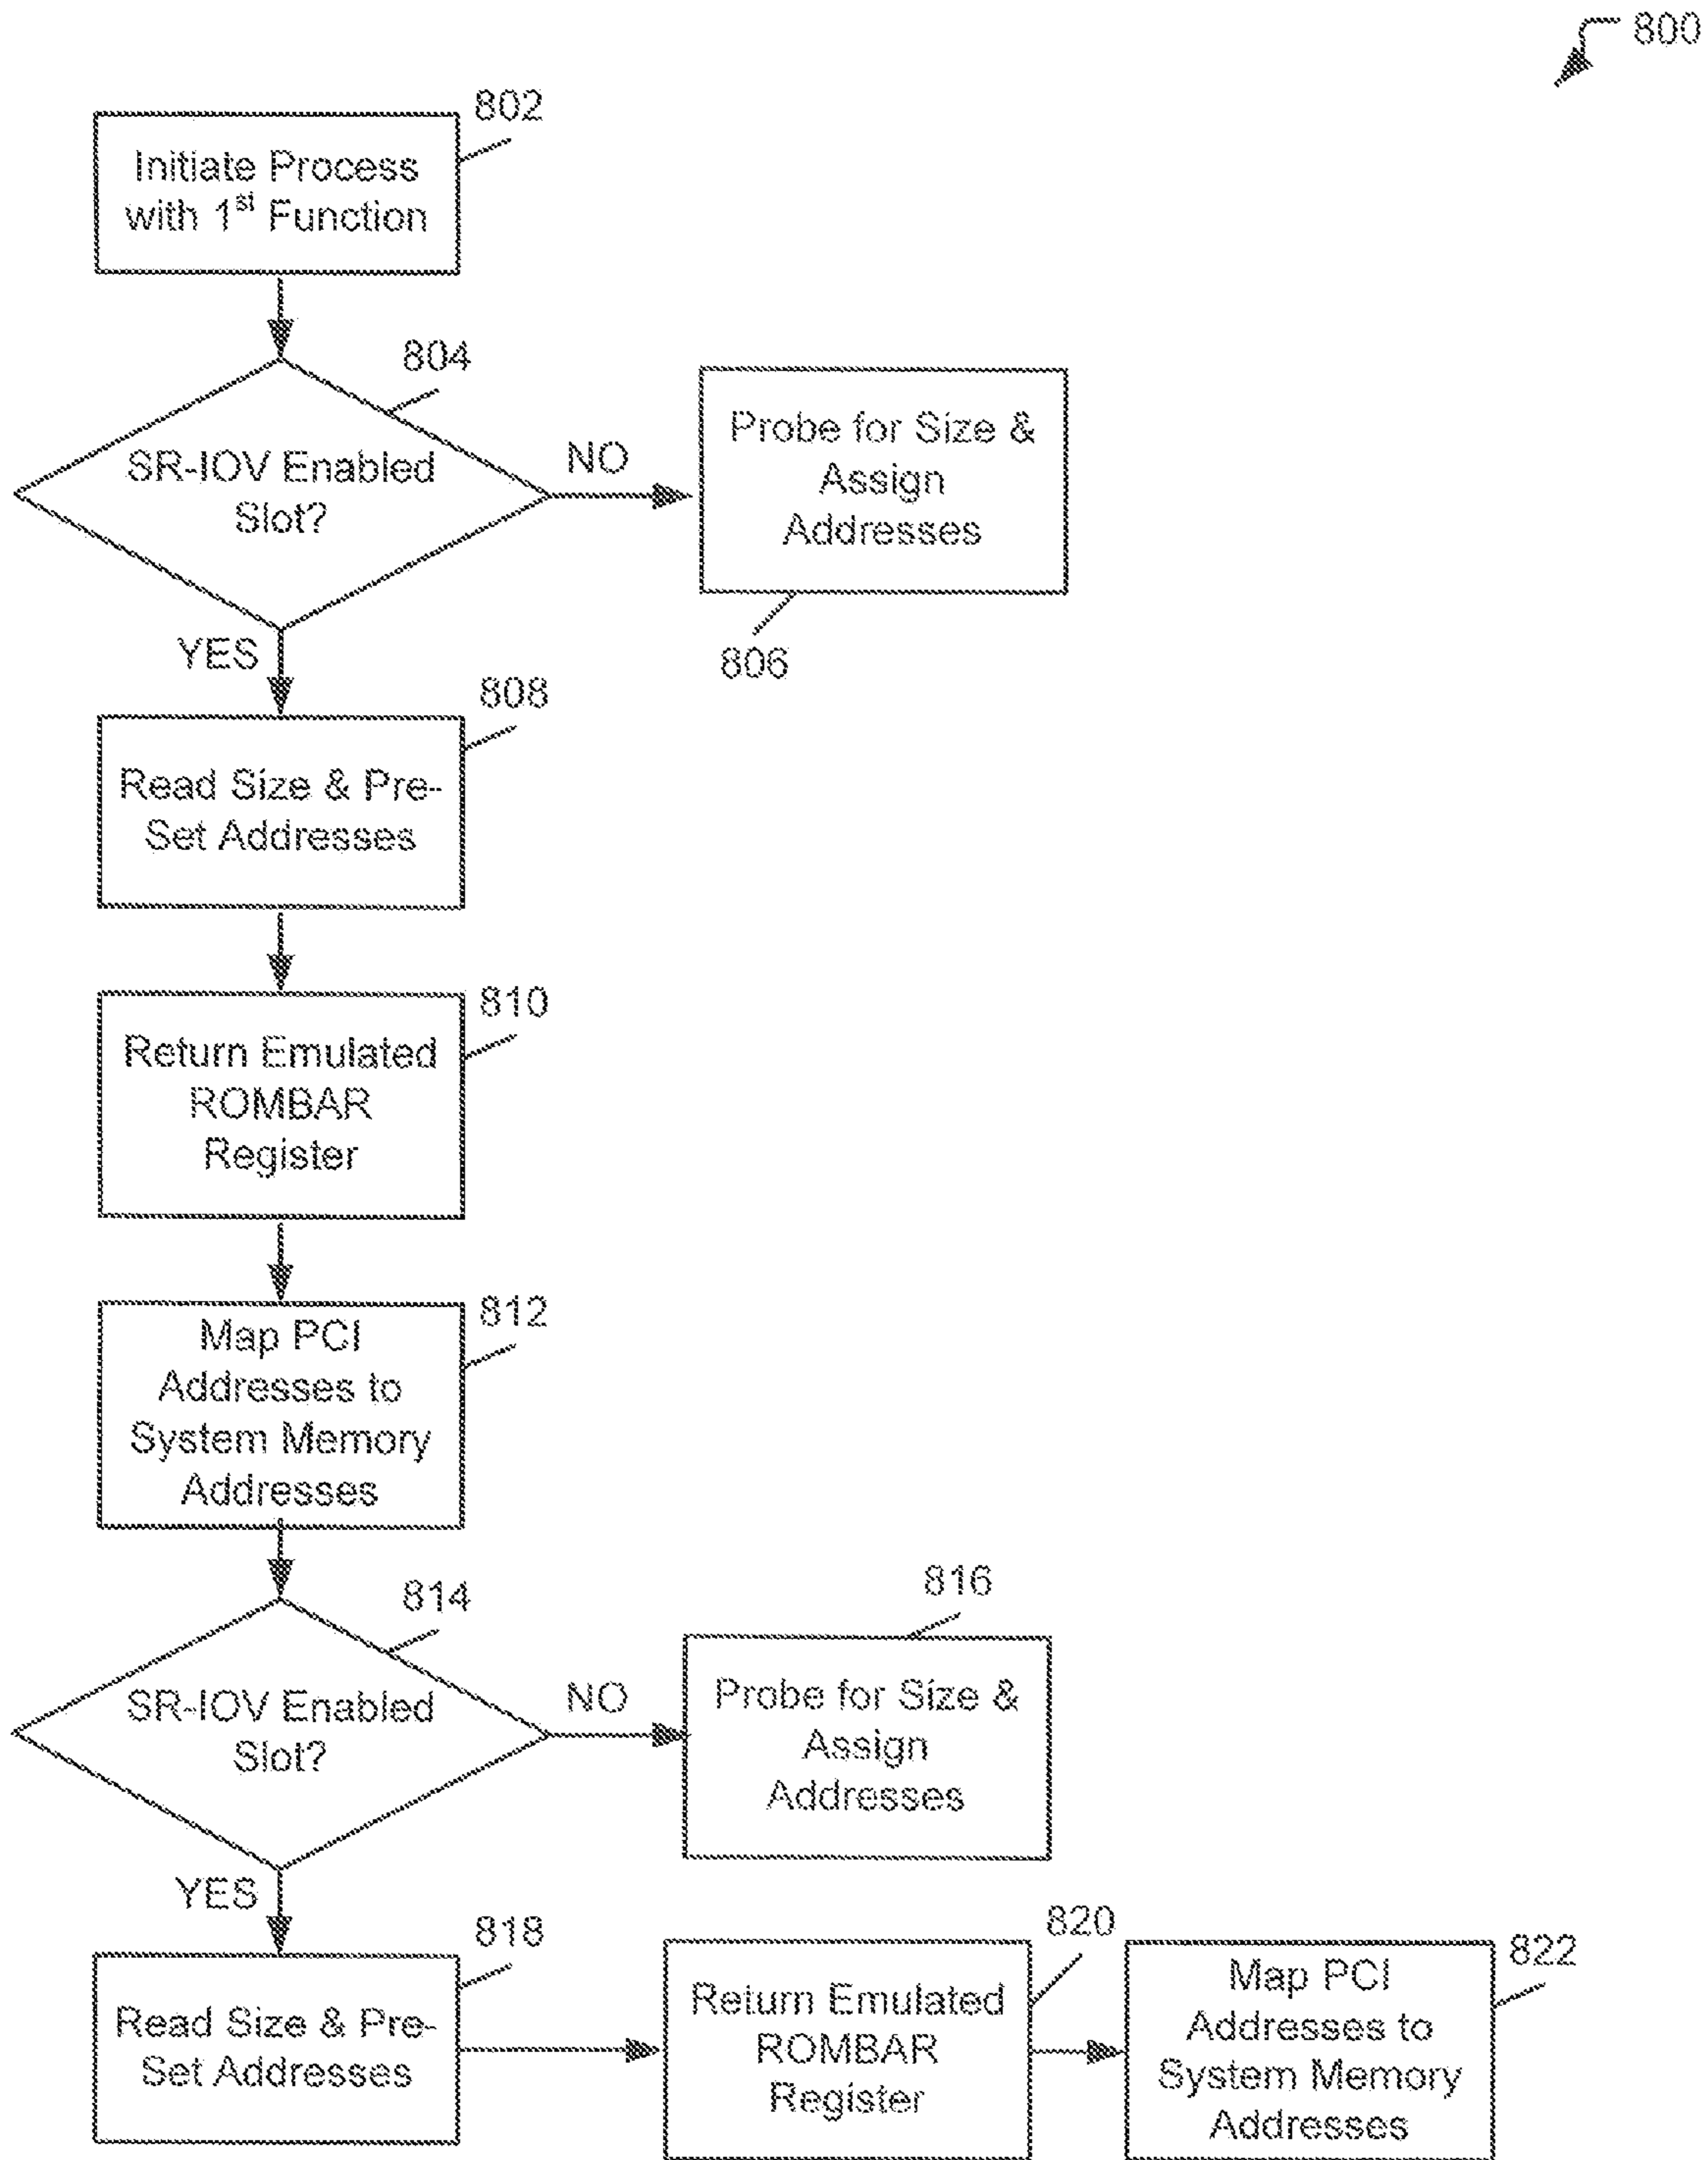 800
802
Initiate Process
with 1st Function
804
SR-IOV Enabled
Slot?
NO
Probe for Size &
Assign
Addresses
806
YES
808
Read Size & Pre-
Set Addresses
810
Return Emulated
ROMBAR
Register
812
Map PCI
Addresses to
System Memory
Addresses
814
SR-IOV Enabled
Slot?
NO
816
Probe for Size &
Assign
Addresses
YES
818
Read Size & Pre-
Set Addresses
820
Return Emulated
ROMBAR
Register
822
Map PCI
Addresses to
System Memory
Addresses